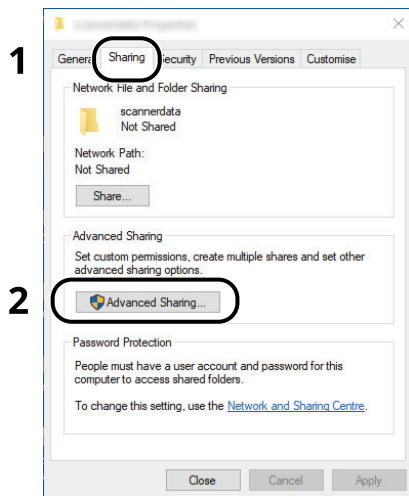 1
General Sharing Security Previous Versions Customise
Network File and Folder Sharing
scannerdata
Not Shared
Network Path:
Not Shared
Share...
Advanced Sharing
Set custom permissions, create multiple shares and set other
advanced sharing options.
2
Advanced Sharing...
Password Protection
People must have a user account and password for this
computer to access shared folders.
To change this setting, use the Network and Sharing Centre.
Close Cancel Apply